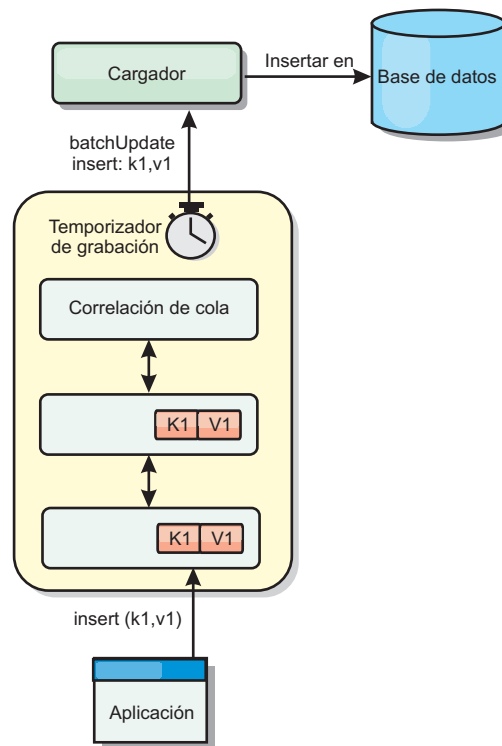 Cargador
Insertar en
Base de datos
batchUpdate
insert: k1,v1
Temporizador
de grabación
Correlación de cola
K1 V1
K1 V1
insert (k1,v1)
Aplicación